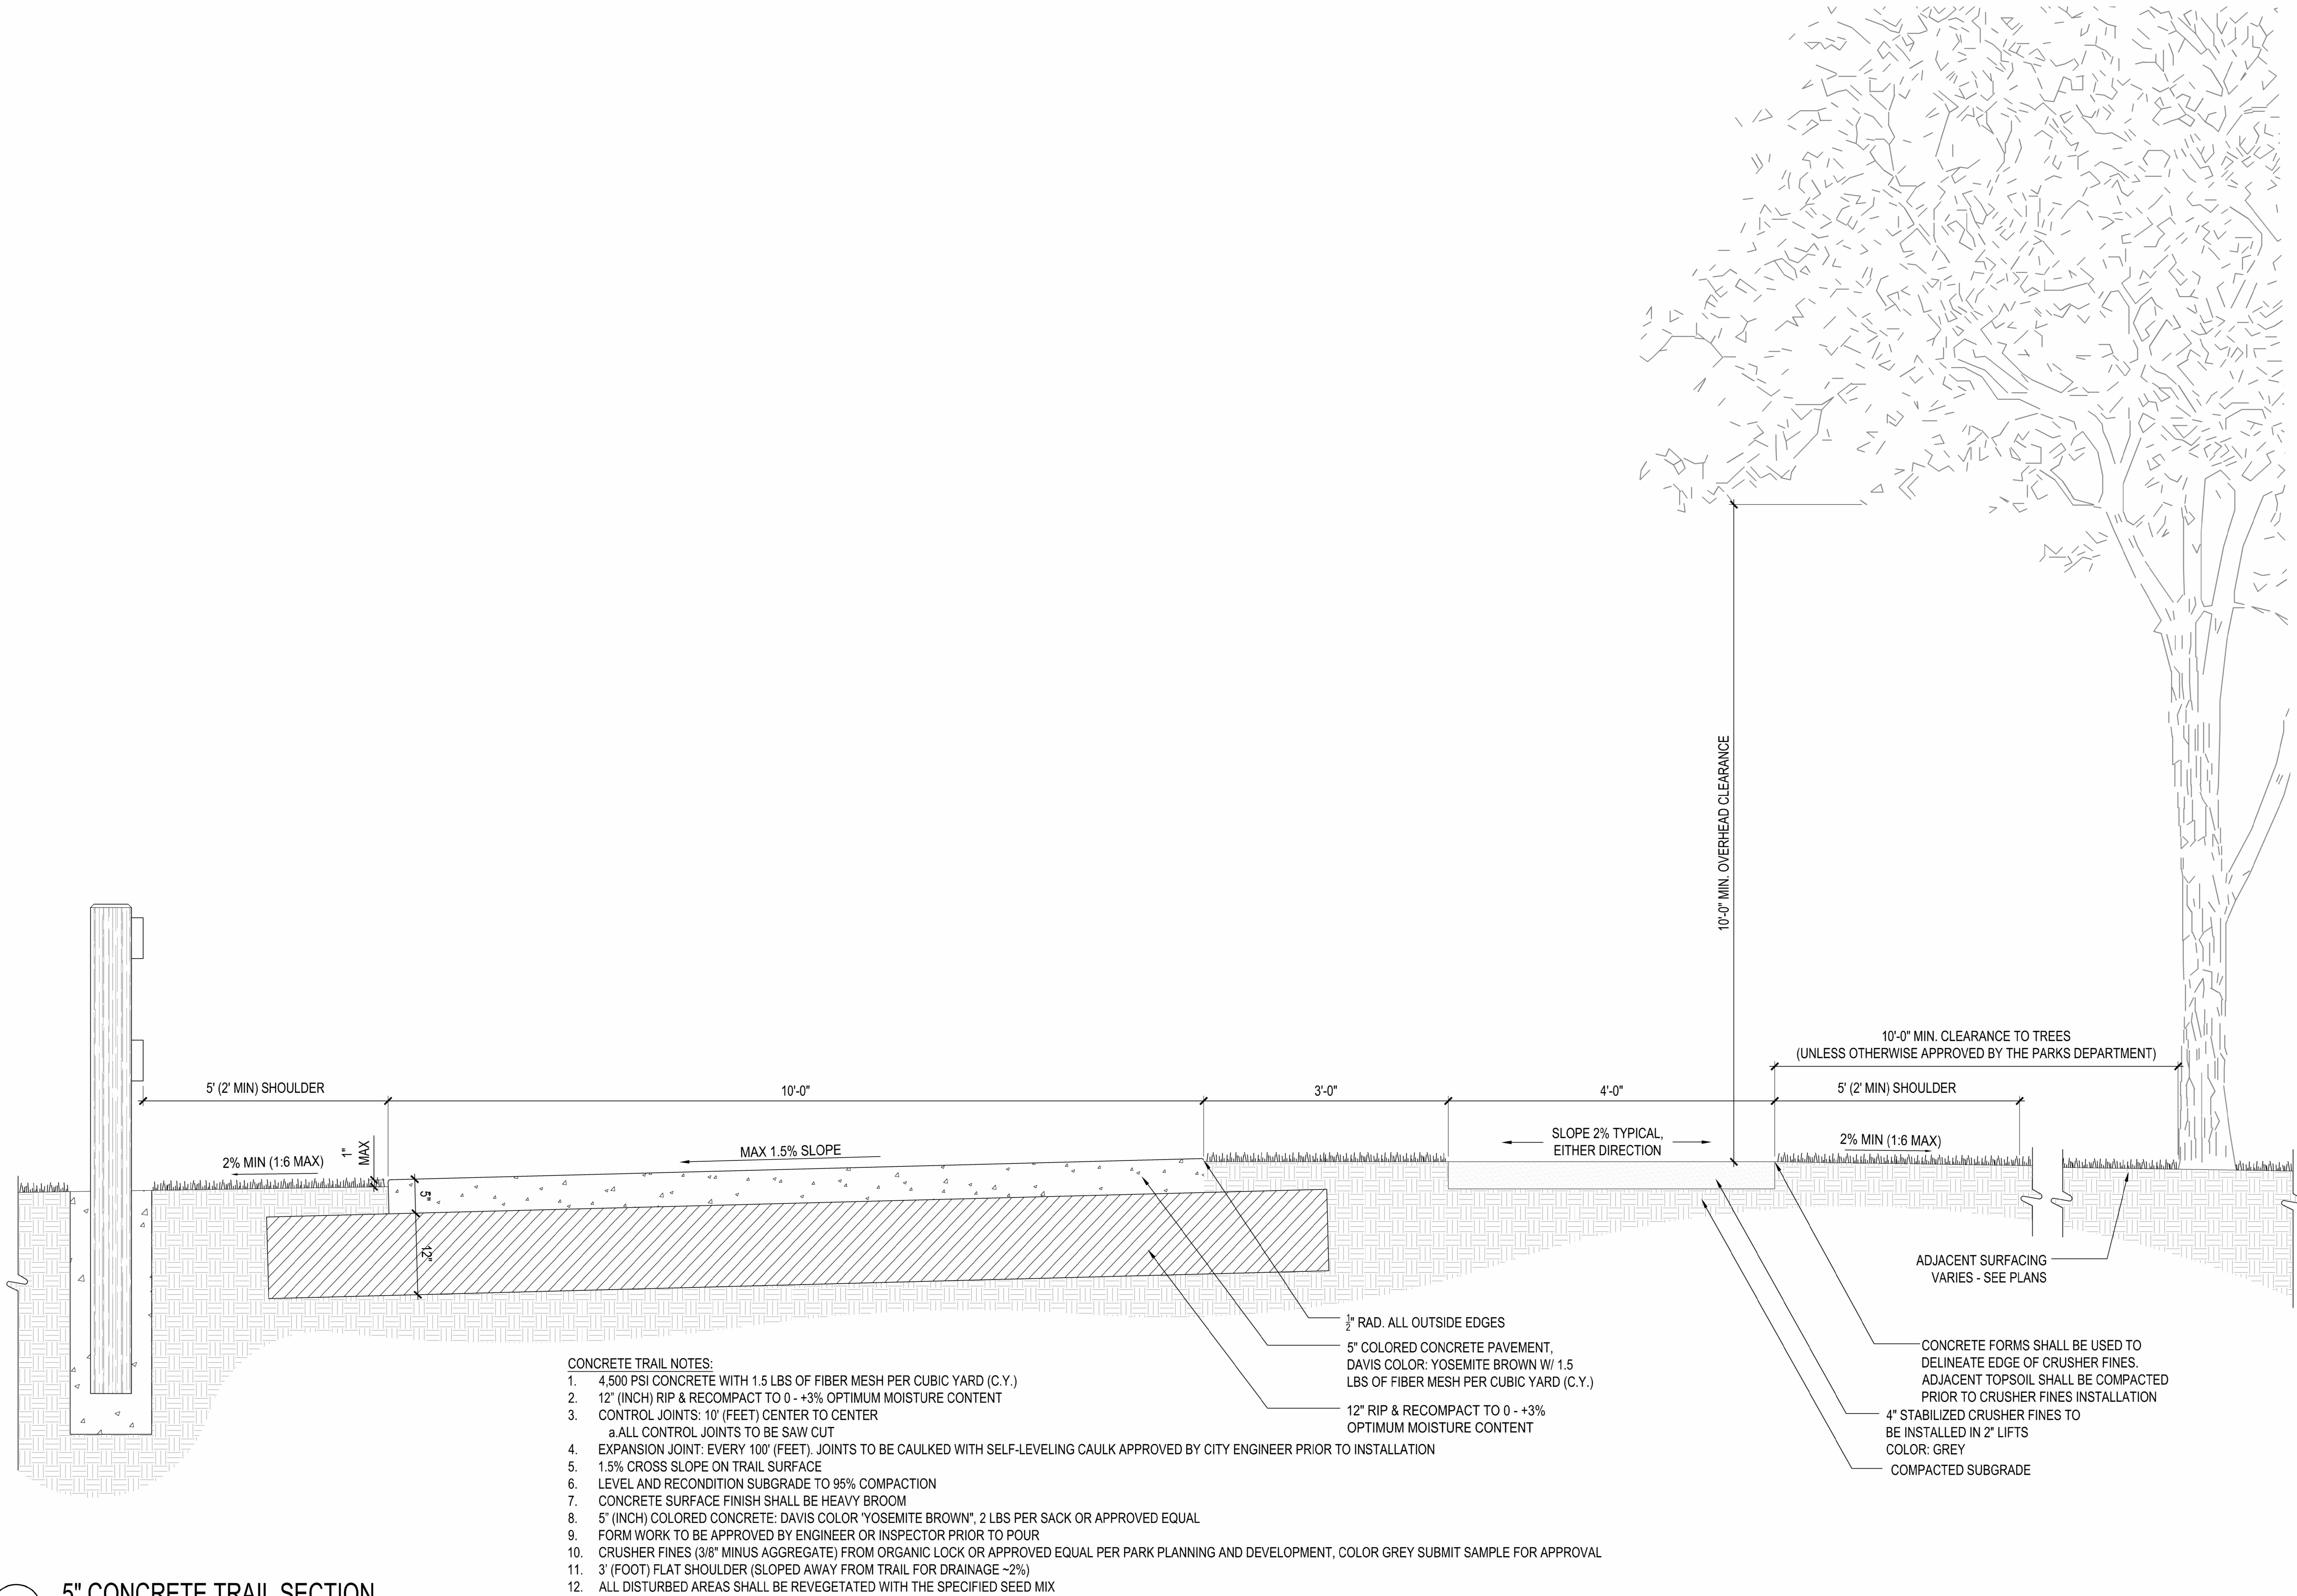 10'-0" MIN. OVERHEAD CLEARANCE
10'-0" MIN. CLEARANCE TO TREES
(UNLESS OTHERWISE APPROVED BY THE PARKS DEPARTMENT)
5' (2' MIN) SHOULDER
10'-0"
3'-0"
4'-0"
5' (2' MIN) SHOULDER
2% MIN (1:6 MAX)
1"
MAX
MAX 1.5% SLOPE
SLOPE 2% TYPICAL,
EITHER DIRECTION
2% MIN (1:6 MAX)
5"
12"
ADJACENT SURFACING
VARIES - SEE PLANS
½" RAD. ALL OUTSIDE EDGES
5" COLORED CONCRETE PAVEMENT,
DAVIS COLOR: YOSEMITE BROWN W/ 1.5
LBS OF FIBER MESH PER CUBIC YARD (C.Y.)
12" RIP & RECOMPACT TO 0 - +3%
OPTIMUM MOISTURE CONTENT
CONCRETE FORMS SHALL BE USED TO
DELINEATE EDGE OF CRUSHER FINES.
ADJACENT TOPSOIL SHALL BE COMPACTED
PRIOR TO CRUSHER FINES INSTALLATION
4" STABILIZED CRUSHER FINES TO
BE INSTALLED IN 2" LIFTS
COLOR: GREY
COMPACTED SUBGRADE
CONCRETE TRAIL NOTES:
1. 4,500 PSI CONCRETE WITH 1.5 LBS OF FIBER MESH PER CUBIC YARD (C.Y.)
2. 12" (INCH) RIP & RECOMPACT TO 0 - +3% OPTIMUM MOISTURE CONTENT
3. CONTROL JOINTS: 10' (FEET) CENTER TO CENTER
a.ALL CONTROL JOINTS TO BE SAW CUT
4. EXPANSION JOINT: EVERY 100' (FEET). JOINTS TO BE CAULKED WITH SELF-LEVELING CAULK APPROVED BY CITY ENGINEER PRIOR TO INSTALLATION
5. 1.5% CROSS SLOPE ON TRAIL SURFACE
6. LEVEL AND RECONDITION SUBGRADE TO 95% COMPACTION
7. CONCRETE SURFACE FINISH SHALL BE HEAVY BROOM
8. 5" (INCH) COLORED CONCRETE: DAVIS COLOR 'YOSEMITE BROWN", 2 LBS PER SACK OR APPROVED EQUAL
9. FORM WORK TO BE APPROVED BY ENGINEER OR INSPECTOR PRIOR TO POUR
10. CRUSHER FINES (3/8" MINUS AGGREGATE) FROM ORGANIC LOCK OR APPROVED EQUAL PER PARK PLANNING AND DEVELOPMENT, COLOR GREY SUBMIT SAMPLE FOR APPROVAL
11. 3' (FOOT) FLAT SHOULDER (SLOPED AWAY FROM TRAIL FOR DRAINAGE ~2%)
12. ALL DISTURBED AREAS SHALL BE REVEGETATED WITH THE SPECIFIED SEED MIX
5" CONCRETE TRAIL SECTION